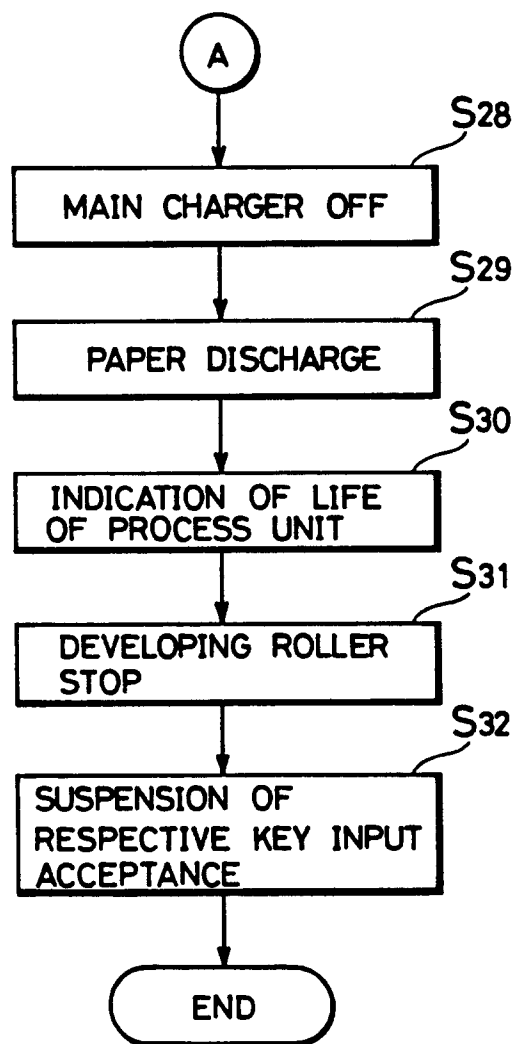 A
S28
MAIN CHARGER OFF
S29
PAPER DISCHARGE
S30
INDICATION OF LIFE
OF PROCESS UNIT
S31
DEVELOPING ROLLER
STOP
S32
SUSPENSION OF
RESPECTIVE KEY INPUT
ACCEPTANCE
END